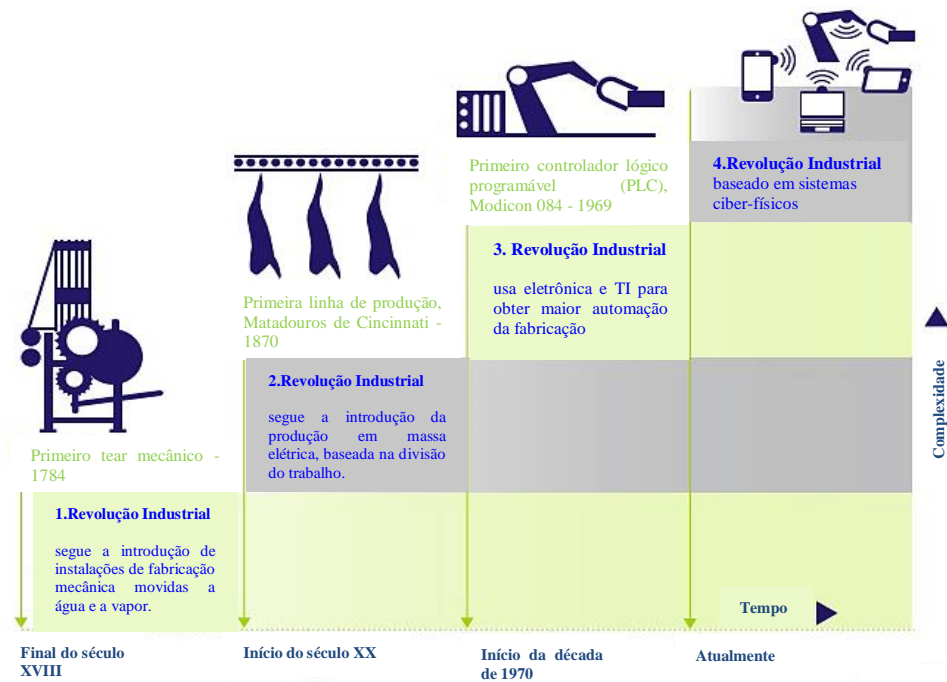 Primeiro tear mecânico -
1784
1.Revolução Industrial
segue a introdução de
instalações de fabricação
mecânica movidas a
água e a vapor.
Final do século
XVIII
Primeira linha de produção,
Matadouros de Cincinnati -
1870
2.Revolução Industrial
segue a introdução da
produção em massa
elétrica, baseada na divisão
do trabalho.
Início do século XX
Primeiro controlador lógico
programável (PLC),
Modicon 084 - 1969
3. Revolução Industrial
usa eletrônica e TI para
obter maior automação
da fabricação
Início da década
de 1970
4.Revolução Industrial
baseado em sistemas
ciber-físicos
Atualmente
Tempo
Complexidade